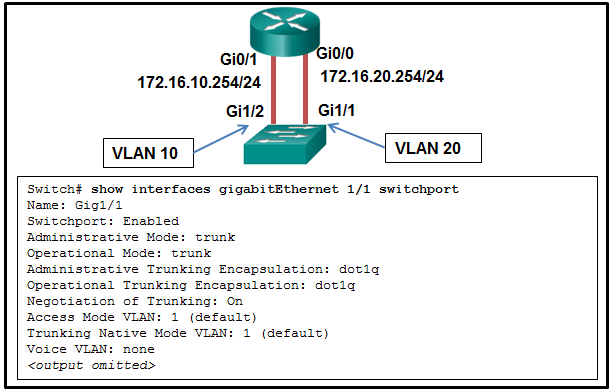 Gi0/1
Gi0/0
172.16.10.254/24
172.16.20.254/24
Gi1/2
Gi1/1
VLAN 10
VLAN 20
Switch# show interfaces gigabitEthernet 1/1 switchport
Name: Gig1/1
Switchport: Enabled
Administrative Mode: trunk
Operational Mode: trunk
Administrative Trunking Encapsulation: dot1q
Operational Trunking Encapsulation: dot1q
Negotiation of Trunking: On
Access Mode VLAN: 1 (default)
Trunking Native Mode VLAN: 1 (default)
Voice VLAN: none
<output omitted>